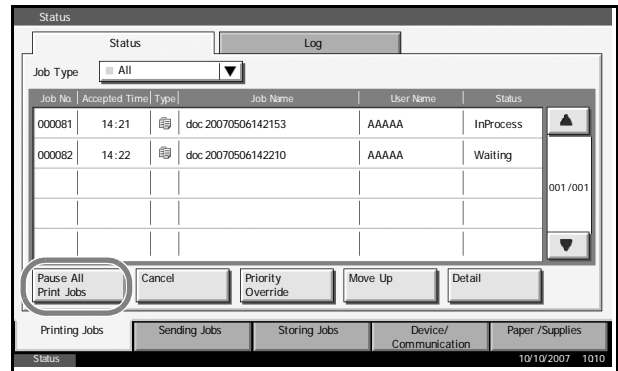 Status
Status Log
Job Type All
Job No. Accepted Time Type Job Name User Name Status
000081 14:21 doc 20070506142153 AAAAA InProcess
000082 14:22 doc 20070506142210 AAAAA Waiting
001/001
Pause All Print Jobs Cancel Priority Override Move Up Detail
Printing Jobs Sending Jobs Storing Jobs Device/ Communication Paper /Supplies
Status 10/10/2007 1010